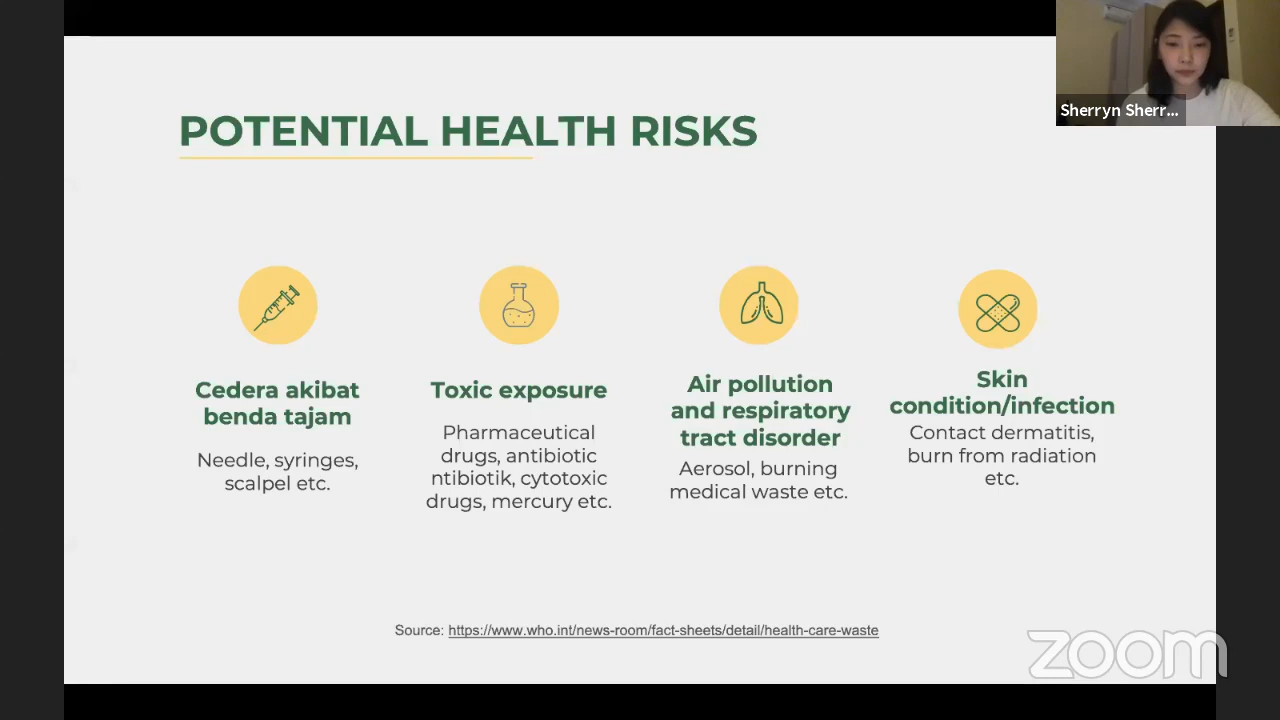 POTENTIAL HEALTH RISKS
Sherryn Sherr...
Cedera akibat
benda tajam
Needle, syringes,
scalpel etc.
Toxic exposure
Pharmaceutical
drugs, antibiotic
ntibiotik, cytotoxic
drugs, mercury etc.
Air pollution
and respiratory
tract disorder
Aerosol, burning
medical waste etc.
Skin
condition/infection
Contact dermatitis,
burn from radiation
etc.
Source: https://www.who.int/news-room/fact-sheets/detail/health-care-waste
zoom